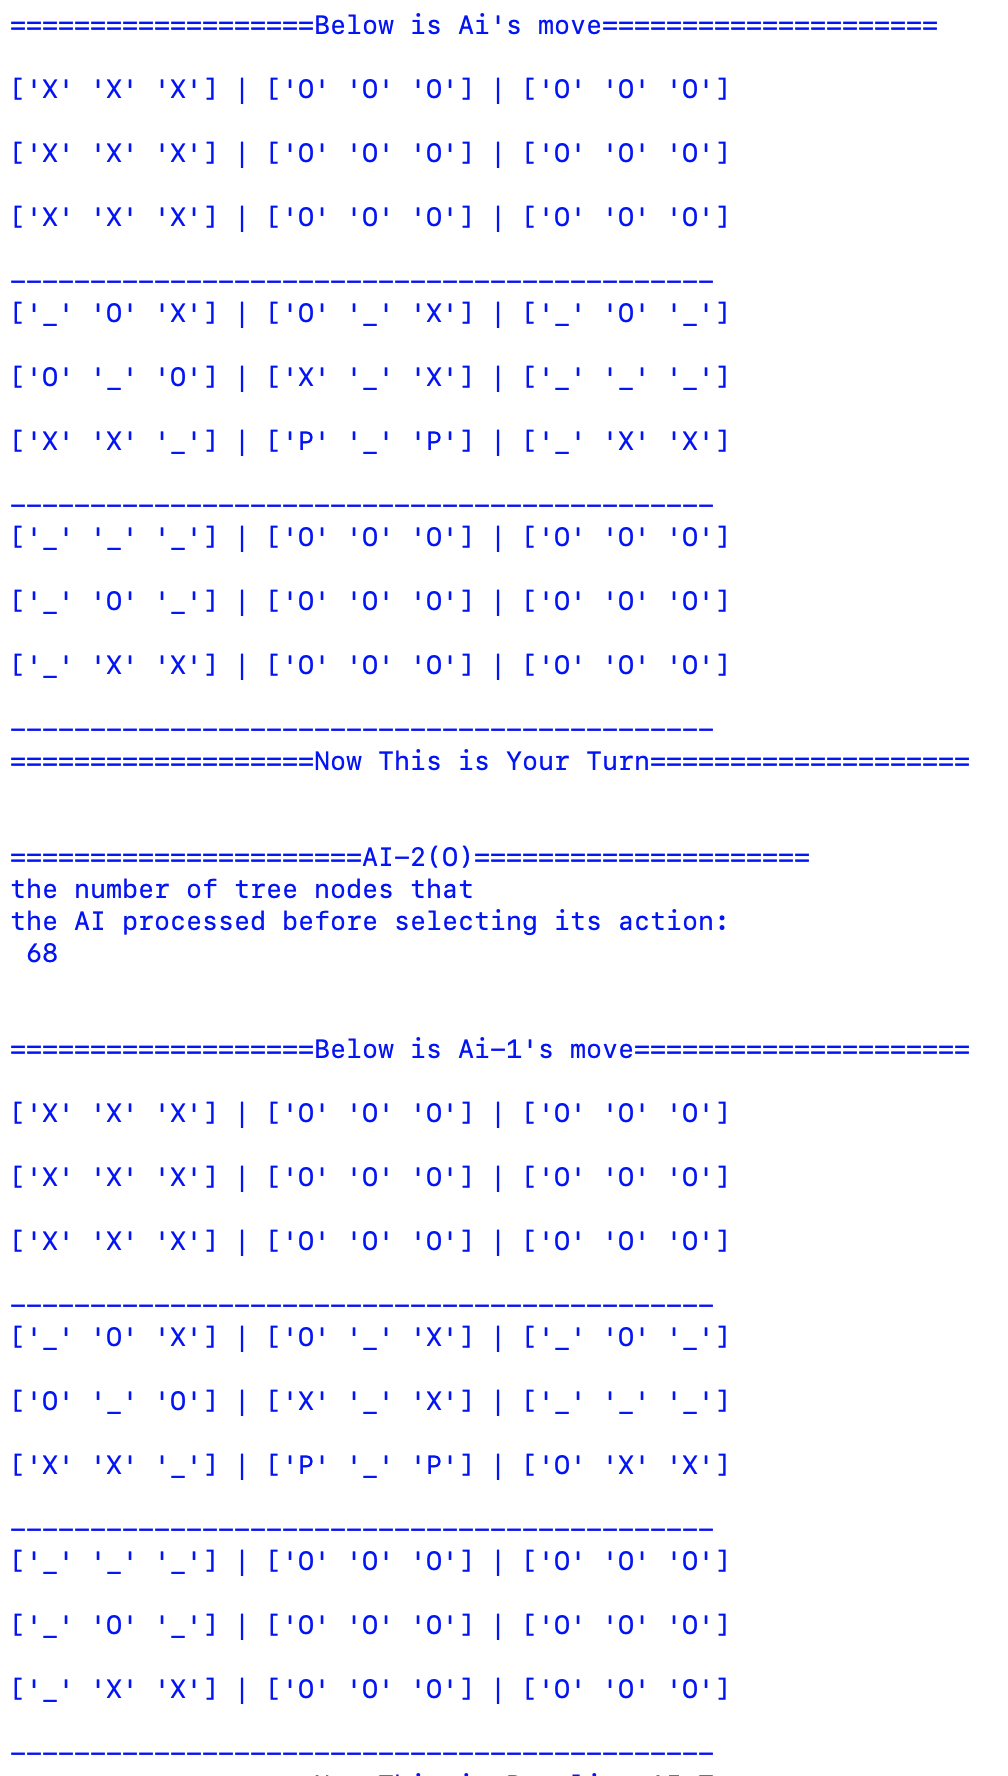 ===================Below is Ai's move=====================
['X' 'X' 'X'] | ['O' 'O' 'O'] | ['O' 'O' 'O']
['X' 'X' 'X'] | ['O' 'O' 'O'] | ['O' 'O' 'O']
['X' 'X' 'X'] | ['O' 'O' 'O'] | ['O' 'O' 'O']
--------------------------------------------
['_' 'O' 'X'] | ['O' '_' 'X'] | ['_' 'O' '_']
['O' '_' 'O'] | ['X' '_' 'X'] | ['_' '_' '_']
['X' 'X' '_'] | ['P' '_' 'P'] | ['_' 'X' 'X']
--------------------------------------------
['_' '_' '_'] | ['O' 'O' 'O'] | ['O' 'O' 'O']
['_' 'O' '_'] | ['O' 'O' 'O'] | ['O' 'O' 'O']
['_' 'X' 'X'] | ['O' 'O' 'O'] | ['O' 'O' 'O']
--------------------------------------------
===================Now This is Your Turn====================
======================AI-2(O)=====================
the number of tree nodes that
the AI processed before selecting its action:
68
===================Below is Ai-1's move=====================
['X' 'X' 'X'] | ['O' 'O' 'O'] | ['O' 'O' 'O']
['X' 'X' 'X'] | ['O' 'O' 'O'] | ['O' 'O' 'O']
['X' 'X' 'X'] | ['O' 'O' 'O'] | ['O' 'O' 'O']
--------------------------------------------
['_' 'O' 'X'] | ['O' '_' 'X'] | ['_' 'O' '_']
['O' '_' 'O'] | ['X' '_' 'X'] | ['_' '_' '_']
['X' 'X' '_'] | ['P' '_' 'P'] | ['O' 'X' 'X']
--------------------------------------------
['_' '_' '_'] | ['O' 'O' 'O'] | ['O' 'O' 'O']
['_' 'O' '_'] | ['O' 'O' 'O'] | ['O' 'O' 'O']
['_' 'X' 'X'] | ['O' 'O' 'O'] | ['O' 'O' 'O']
--------------------------------------------